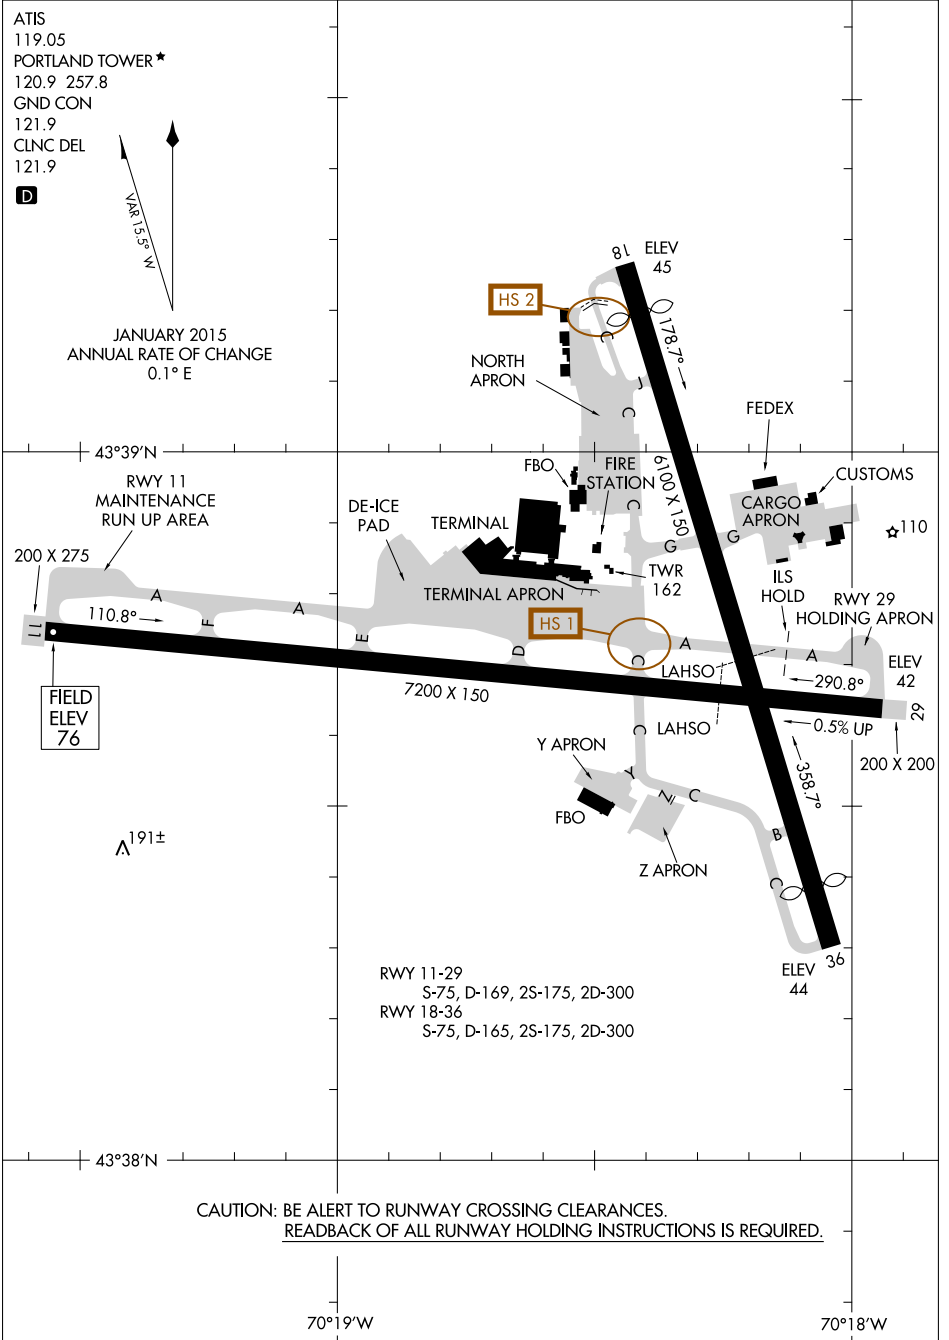 ATIS
119.05
PORTLAND TOWER★
120.9 257.8
GND CON
121.9
CLNC DEL
121.9
D
VAR 15.5° W
JANUARY 2015
ANNUAL RATE OF CHANGE
0.1° E
18
ELEV
45
HS 2
C
178.7°
NORTH
APRON
J
C
FEDEX
43°39'N
RWY 11
MAINTENANCE
RUN UP AREA
FBO
FIRE
STATION
6100 X 150
CUSTOMS
CARGO
APRON
DE-ICE
PAD
TERMINAL
C
G
G
110
200 X 275
TWR
162
ILS
HOLD
TERMINAL APRON
RWY 29
HOLDING APRON
A
A
110.8°
F
E
HS 1
11
D
C
A
A
LAHSO
ELEV
42
290.8°
7200 X 150
FIELD
ELEV
76
29
LAHSO
0.5% UP
C
200 X 200
Y APRON
Y
358.7°
Z
C
FBO
191±
B
Z APRON
C
36
ELEV
44
RWY 11-29
S-75, D-169, 2S-175, 2D-300
RWY 18-36
S-75, D-165, 2S-175, 2D-300
43°38'N
CAUTION: BE ALERT TO RUNWAY CROSSING CLEARANCES.
READBACK OF ALL RUNWAY HOLDING INSTRUCTIONS IS REQUIRED.
70°19'W
70°18'W